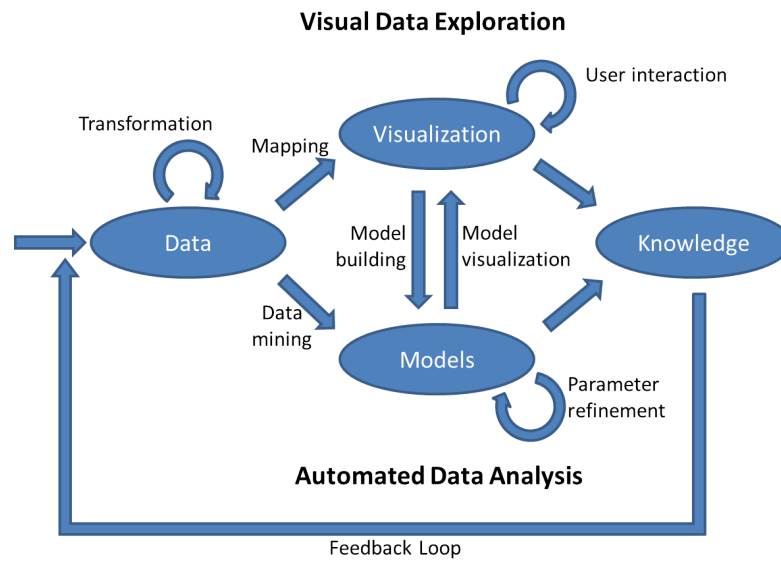 Visual Data Exploration
User interaction
Transformation
Visualization
Mapping
Data
Model
building
Model
visualization
Knowledge
Data
mining
Models
Parameter
refinement
Automated Data Analysis
Feedback Loop